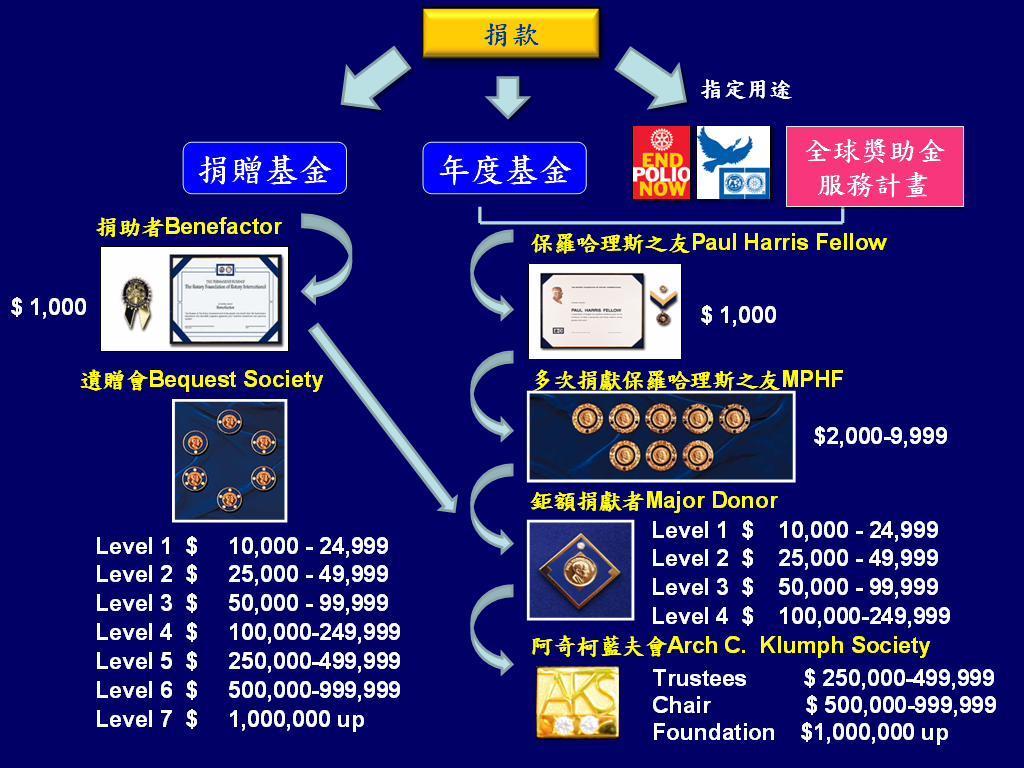 捐款
指定用途
捐贈基金
年度基金
END
POLIO
NOW
全球獎助金
服務計畫
捐助者Benefactor
$ 1,000
The Rotary Foundation of Rotary International
Benefactor
遺贈會Bequest Society
Level 1 $ 10,000 - 24,999
Level 2 $ 25,000 - 49,999
Level 3 $ 50,000 - 99,999
Level 4 $ 100,000-249,999
Level 5 $ 250,000-499,999
Level 6 $ 500,000-999,999
Level 7 $ 1,000,000 up
保羅哈理斯之友Paul Harris Fellow
PAUL HARRIS FELLOW
$ 1,000
多次捐獻保羅哈理斯之友MPHF
$2,000-9,999
鉅額捐獻者Major Donor
Level 1 $ 10,000 - 24,999
Level 2 $ 25,000 - 49,999
Level 3 $ 50,000 - 99,999
Level 4 $ 100,000-249,999
阿奇柯藍夫會Arch C. Klumph Society
AKS
Trustees $ 250,000-499,999
Chair $ 500,000-999,999
Foundation $1,000,000 up